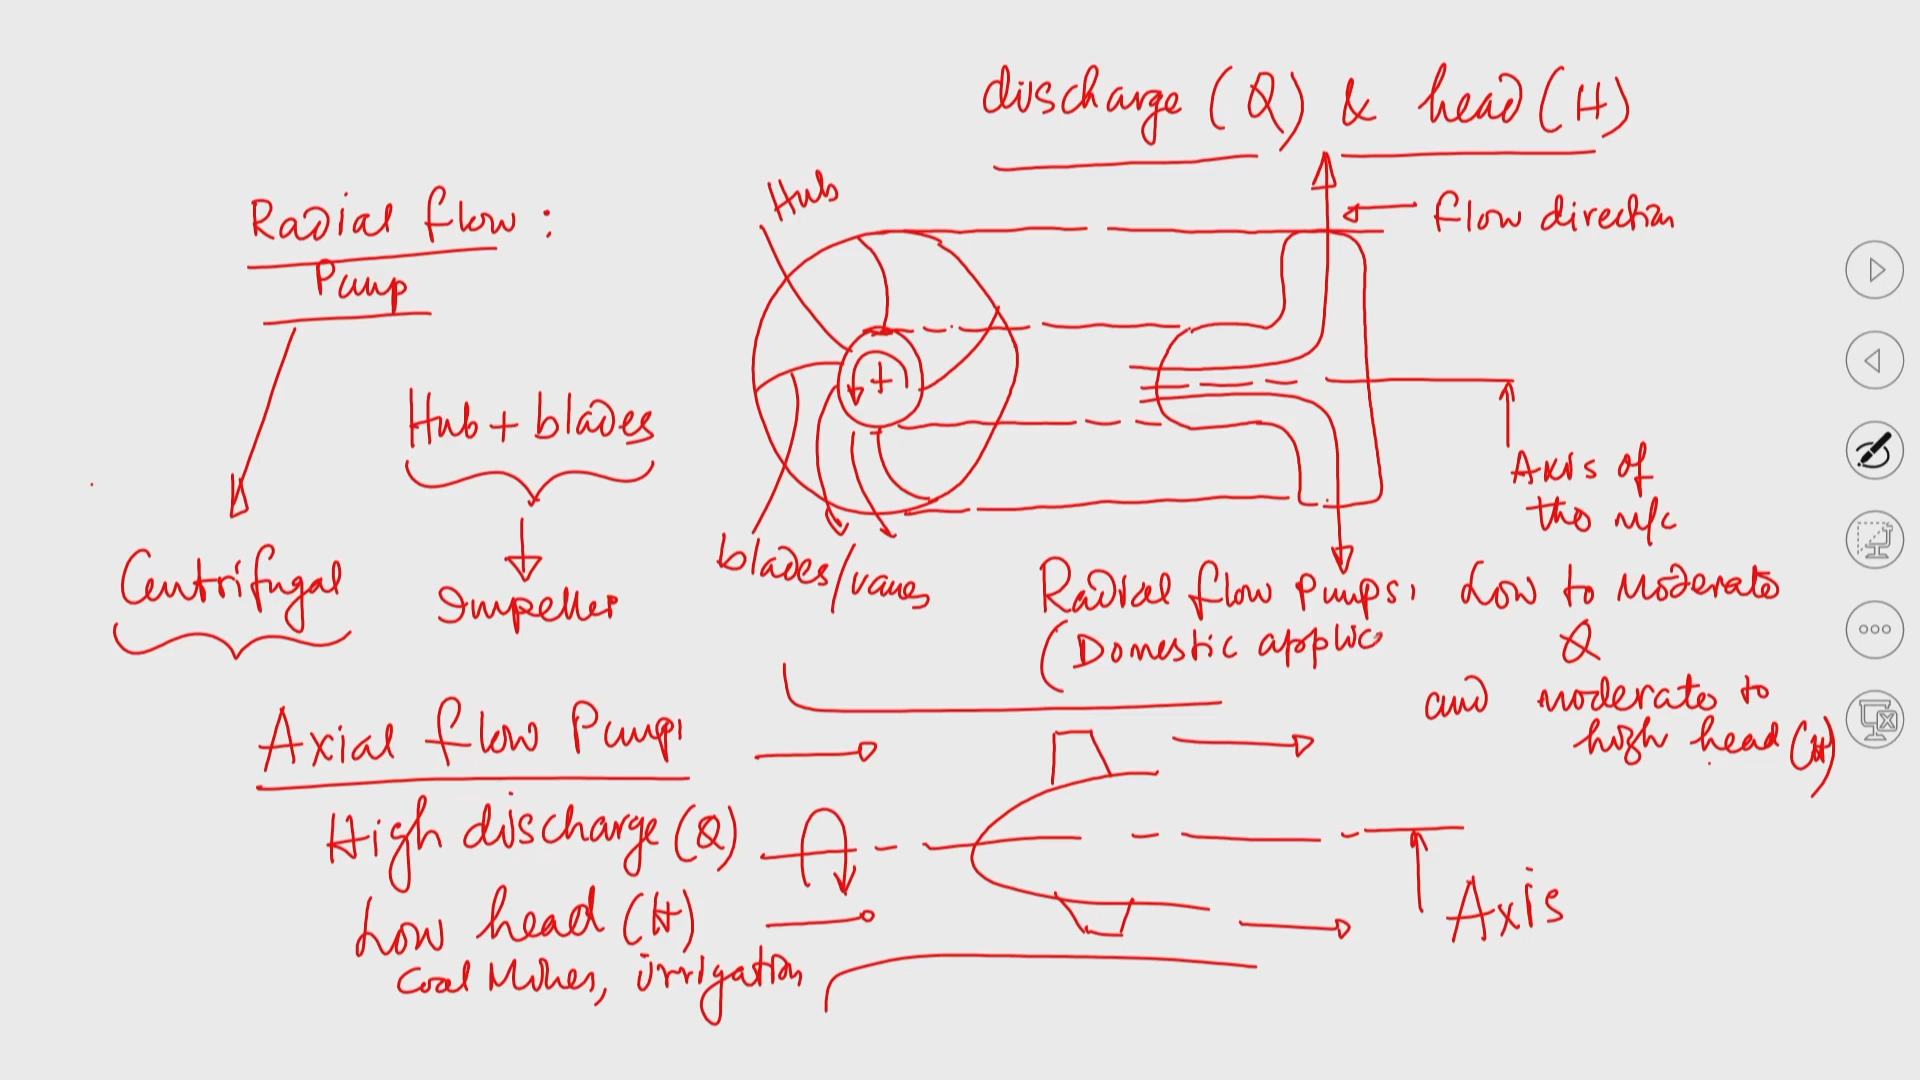 discharge (Q) & head (H)
Hub
Radial flow :
Pump
flow direction
Hub + blades
Axis of
the m/c
Centrifugal
Impeller
blades/vanes
Radial flow Pumps, Low to Moderate
(Domestic applic
Q
and moderate to
high head (H)
Axial flow Pump,
High discharge (Q)
Low head (H)
Axis
Coal Mines, irrigation